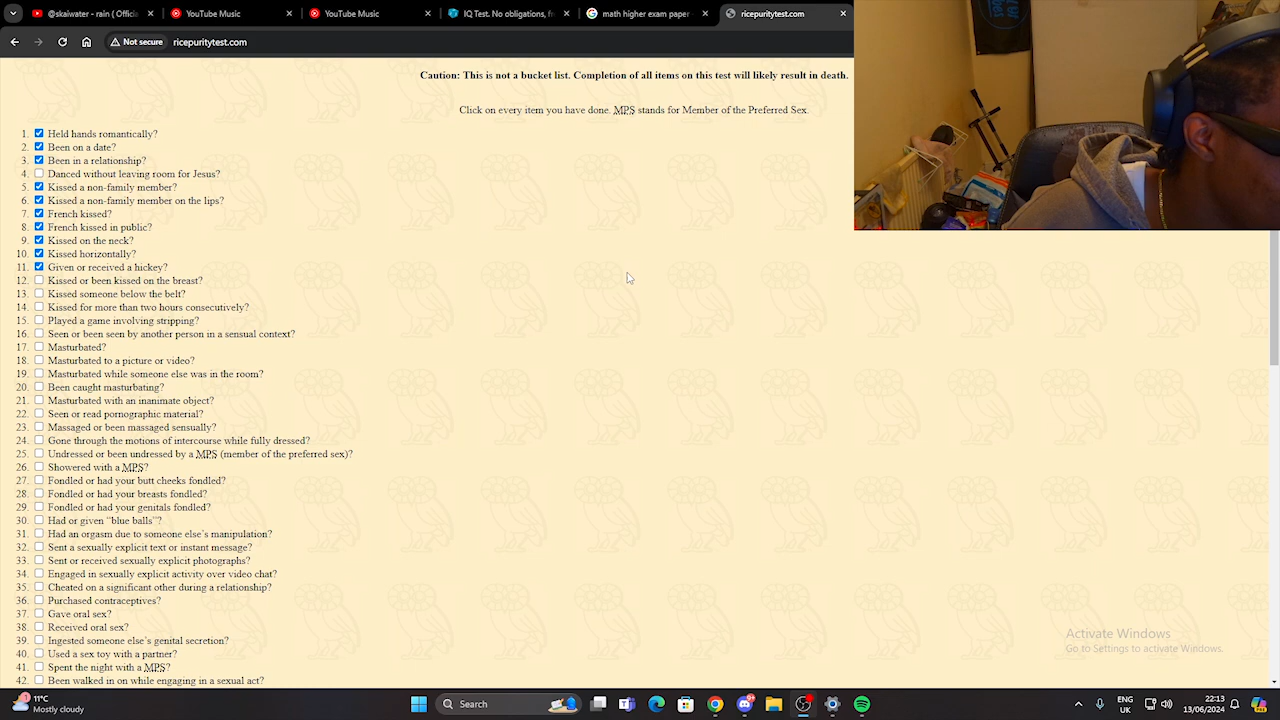 @skaiwater - rain ( Official
YouTube Music
YouTube Music
IQ Test. No obligations, fr
math higher exam paper
ricepuritytest.com
Not secure
ricepuritytest.com
Caution: This is not a bucket list. Completion of all items on this test will likely result in death.
Click on every item you have done. MPS stands for Member of the Preferred Sex.
1. Held hands romantically?
2. Been on a date?
3. Been in a relationship?
4. Danced without leaving room for Jesus?
5. Kissed a non-family member?
6. Kissed a non-family member on the lips?
7. French kissed?
8. French kissed in public?
9. Kissed on the neck?
10. Kissed horizontally?
11. Given or received a hickey?
12. Kissed or been kissed on the breast?
13. Kissed someone below the belt?
14. Kissed for more than two hours consecutively?
15. Played a game involving stripping?
16. Seen or been seen by another person in a sensual context?
17. Masturbated?
18. Masturbated to a picture or video?
19. Masturbated while someone else was in the room?
20. Been caught masturbating?
21. Masturbated with an inanimate object?
22. Seen or read pornographic material?
23. Massaged or been massaged sensually?
24. Gone through the motions of intercourse while fully dressed?
25. Undressed or been undressed by a MPS (member of the preferred sex)?
26. Showered with a MPS?
27. Fondled or had your butt cheeks fondled?
28. Fondled or had your breasts fondled?
29. Fondled or had your genitals fondled?
30. Had or given "blue balls"?
31. Had an orgasm due to someone else's manipulation?
32. Sent a sexually explicit text or instant message?
33. Sent or received sexually explicit photographs?
34. Engaged in sexually explicit activity over video chat?
35. Cheated on a significant other during a relationship?
36. Purchased contraceptives?
37. Gave oral sex?
38. Received oral sex?
39. Ingested someone else's genital secretion?
40. Used a sex toy with a partner?
41. Spent the night with a MPS?
42. Been walked in on while engaging in a sexual act?
Activate Windows
Go to Settings to activate Windows.
11°C
Mostly cloudy
Search
ENG
UK
22:13
13/06/2024